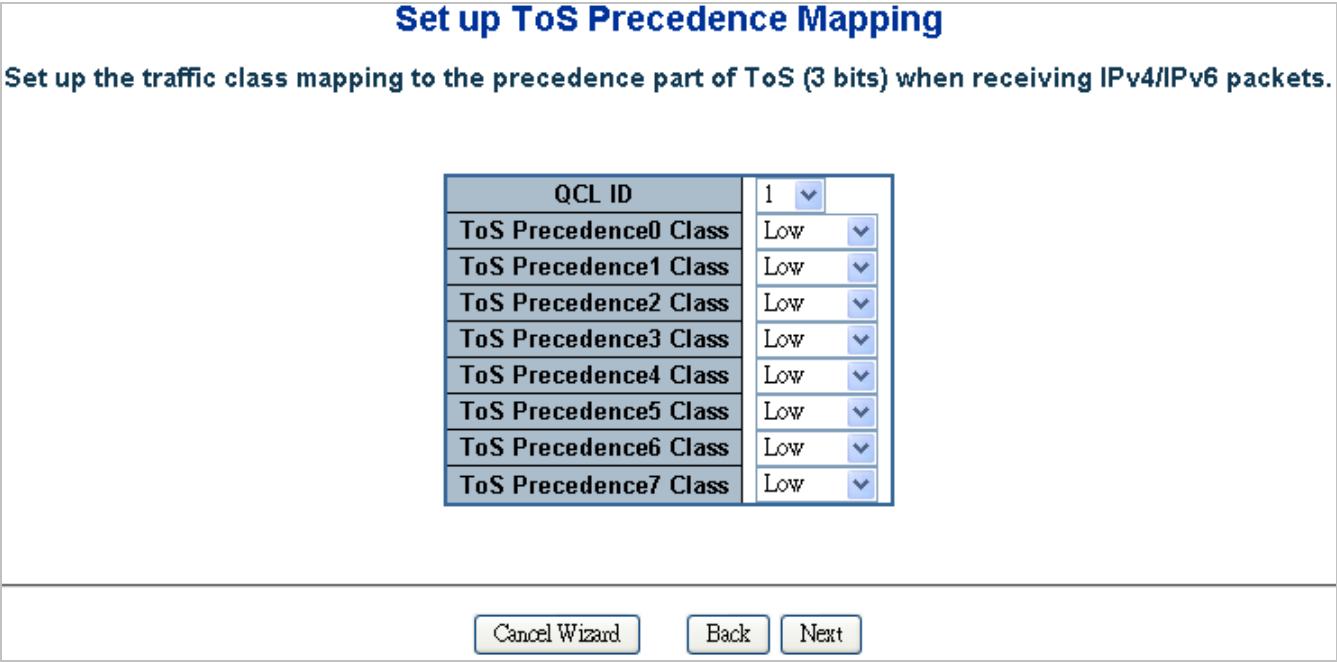 Set up ToS Precedence Mapping
Set up the traffic class mapping to the precedence part of ToS (3 bits) when receiving IPv4/IPv6 packets.
QCL ID 1
ToS Precedence0 Class Low
ToS Precedence1 Class Low
ToS Precedence2 Class Low
ToS Precedence3 Class Low
ToS Precedence4 Class Low
ToS Precedence5 Class Low
ToS Precedence6 Class Low
ToS Precedence7 Class Low
Cancel Wizard Back Next